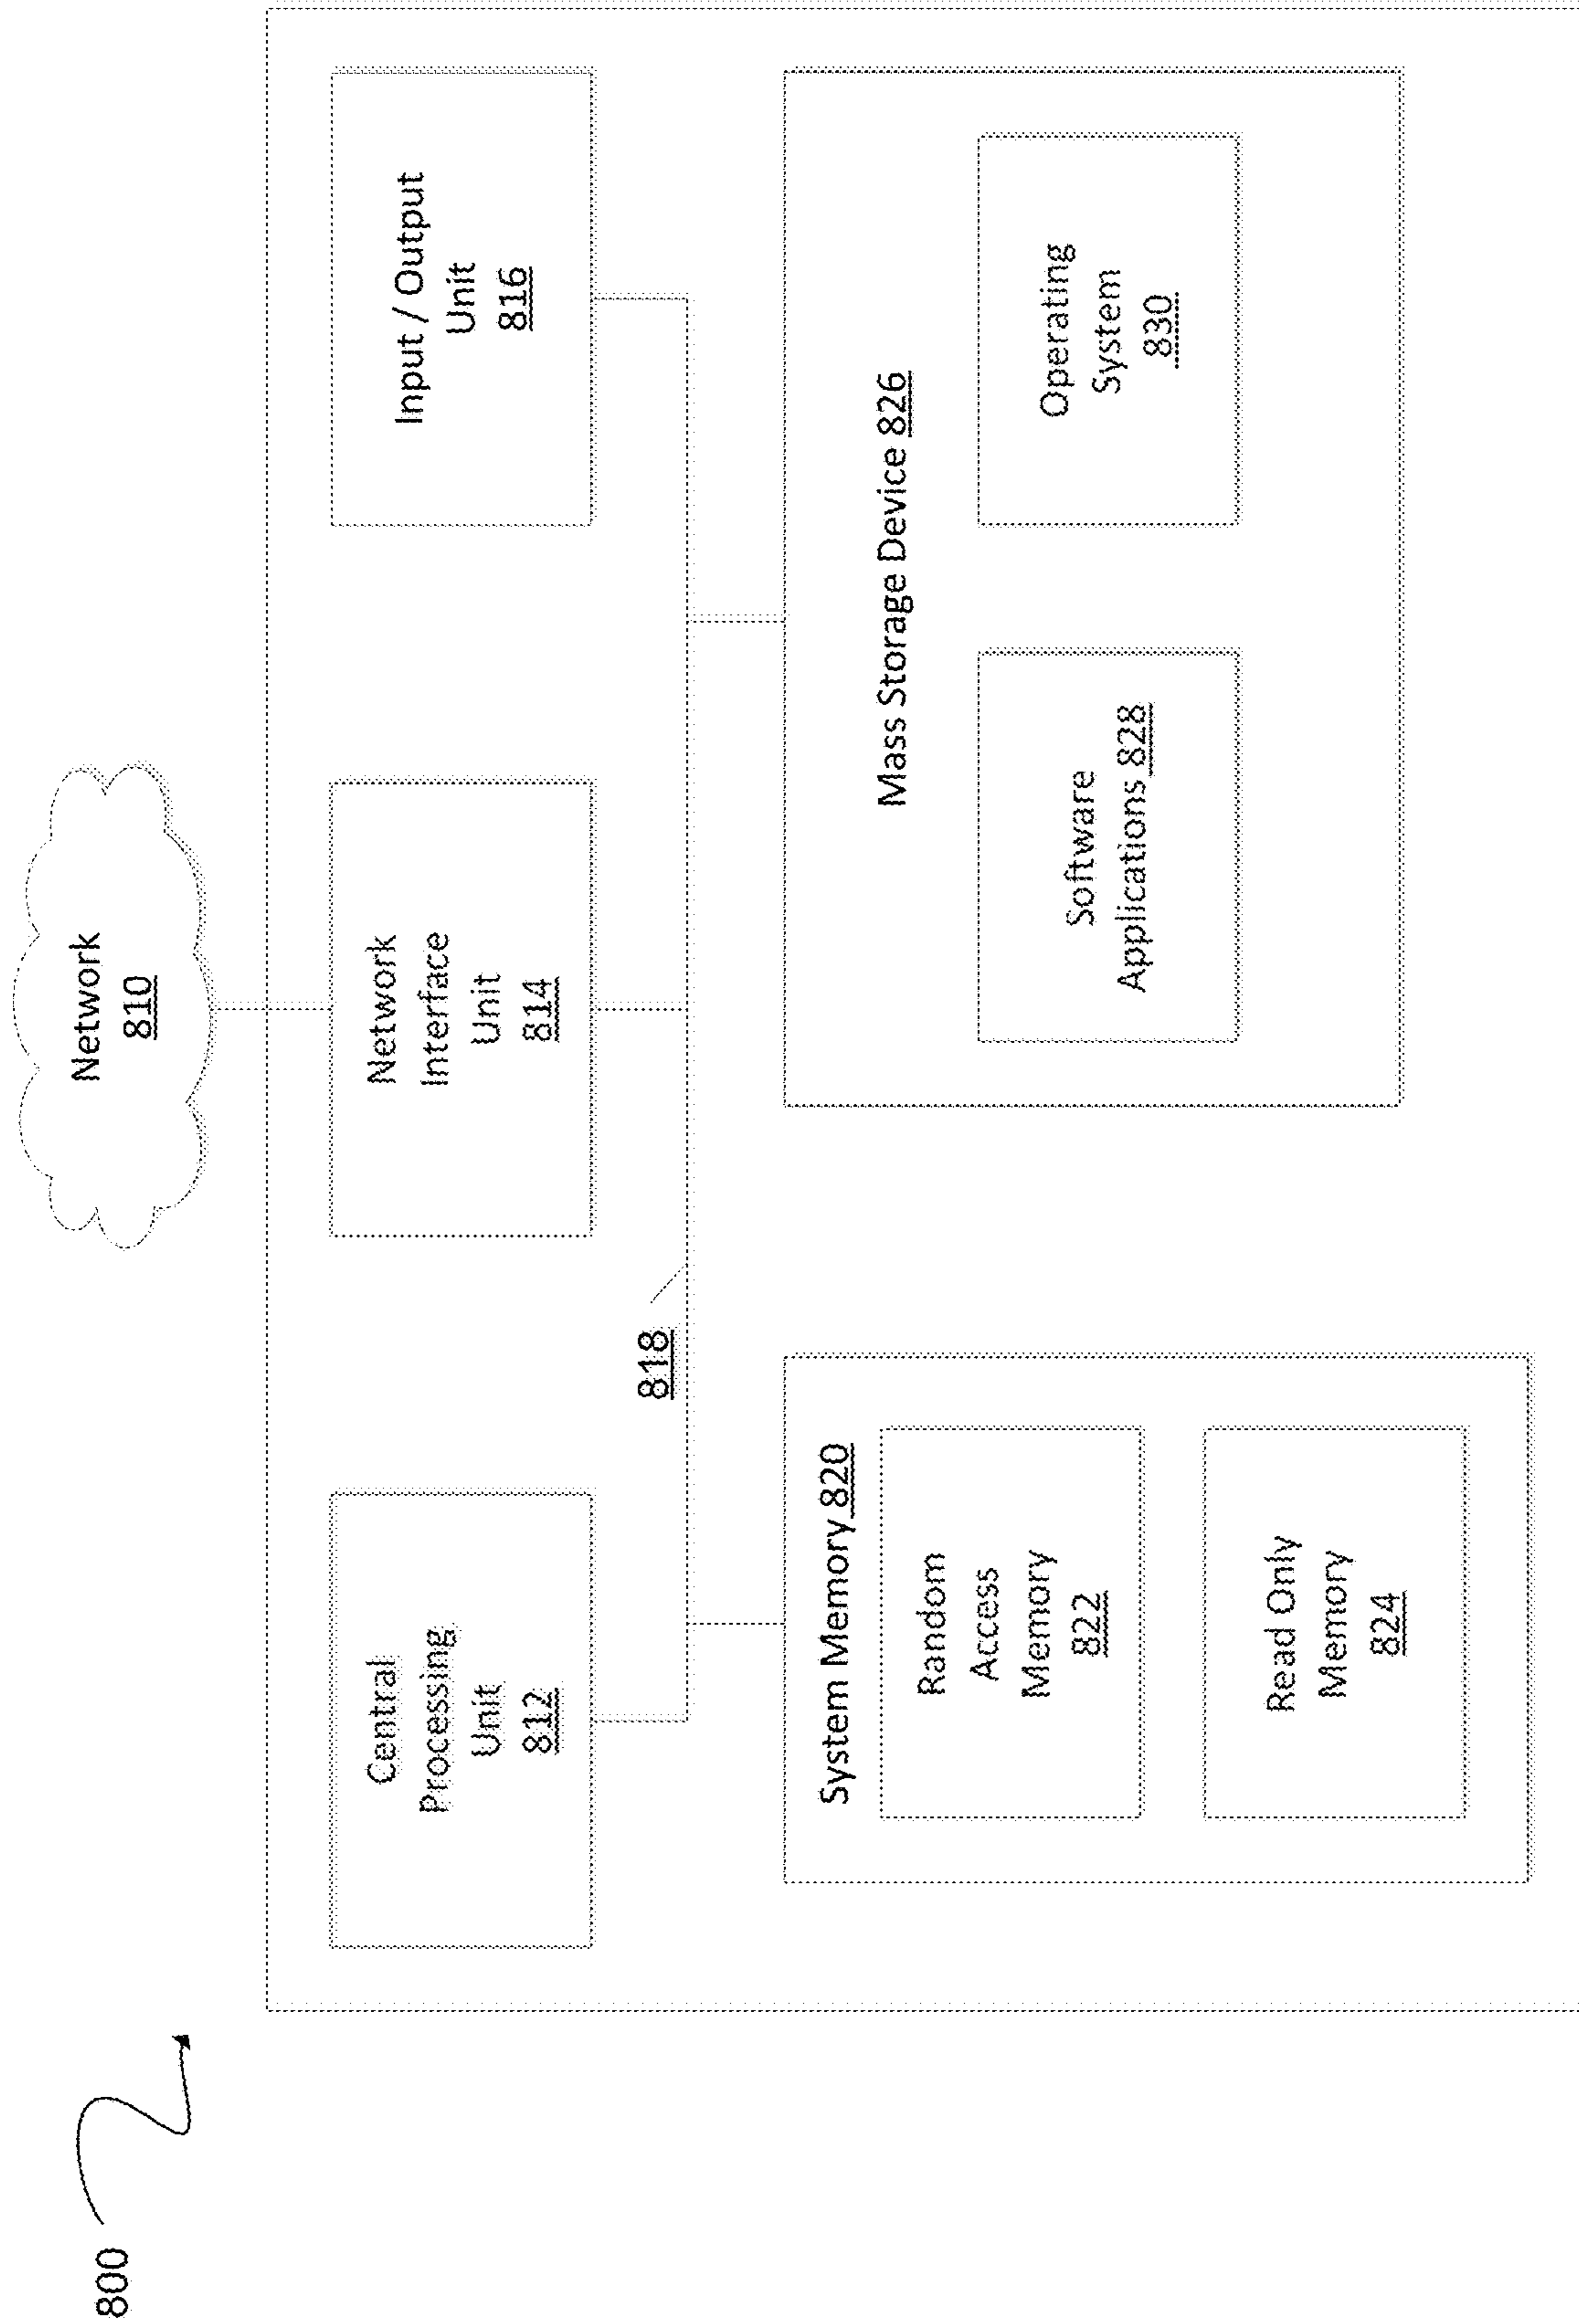 800
Network
810
Central
Processing
Unit
812
Network
Interface
Unit
814
Input / Output
Unit
816
818
System Memory 820
Random
Access
Memory
822
Read Only
Memory
824
Mass Storage Device 826
Software
Applications 828
Operating
System
830